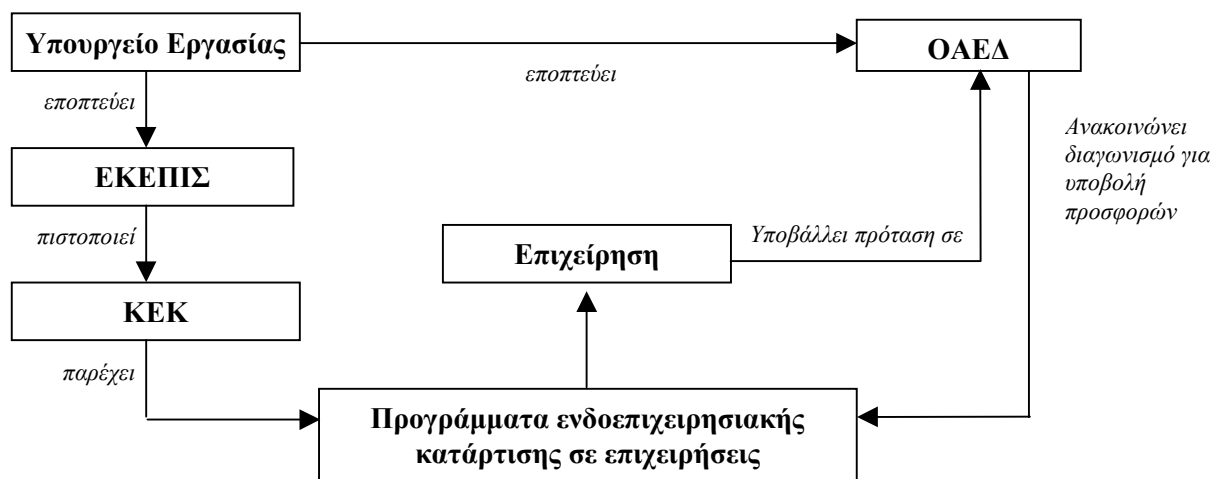 Υπουργείο Εργασίας
ΟΑΕΔ
εποπτεύει
εποπτεύει
Ανακοινώνει
διαγωνισμό για
υποβολή
προσφορών
ΕΚΕΠΙΣ
πιστοποιεί
Επιχείρηση
Υποβάλλει πρόταση σε
ΚΕΚ
παρέχει
Προγράμματα ενδοεπιχειρησιακής
κατάρτισης σε επιχειρήσεις